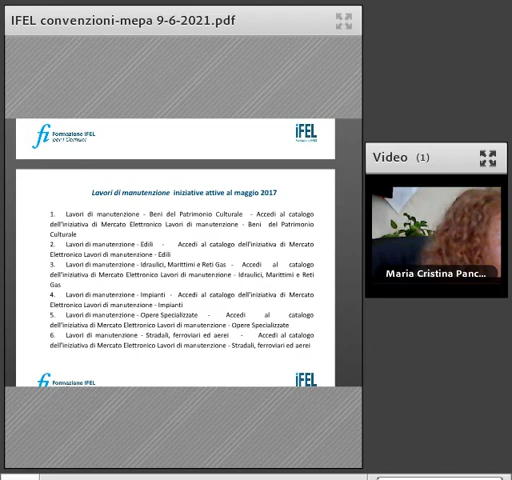 IFEL convenzioni-mepa 9-6-2021.pdf
Formazione IFEL
per i Comuni
iFEL
Lavori di manutenzione iniziative attive al maggio 2017
1. Lavori di manutenzione - Beni del Patrimonio Culturale - Accedi al catalogo
dell'iniziativa di Mercato Elettronico Lavori di manutenzione - Beni del Patrimonio
Culturale
2. Lavori di manutenzione - Edili - Accedi al catalogo dell'iniziativa di Mercato
Elettronico Lavori di manutenzione - Edili
3. Lavori di manutenzione - Idraulici, Marittimi e Reti Gas - Accedi al catalogo
dell'iniziativa di Mercato Elettronico Lavori di manutenzione - Idraulici, Marittimi e Reti
Gas
4. Lavori di manutenzione - Impianti - Accedi al catalogo dell'iniziativa di Mercato
Elettronico Lavori di manutenzione - Impianti
5. Lavori di manutenzione - Opere Specializzate - Accedi al catalogo
dell'iniziativa di Mercato Elettronico Lavori di manutenzione - Opere Specializzate
6. Lavori di manutenzione - Stradali, ferroviari ed aerei - Accedi al catalogo
dell'iniziativa di Mercato Elettronico Lavori di manutenzione - Stradali, ferroviari ed aerei
Formazione IFEL
iFEL
Video (1)
Maria Cristina Panc...